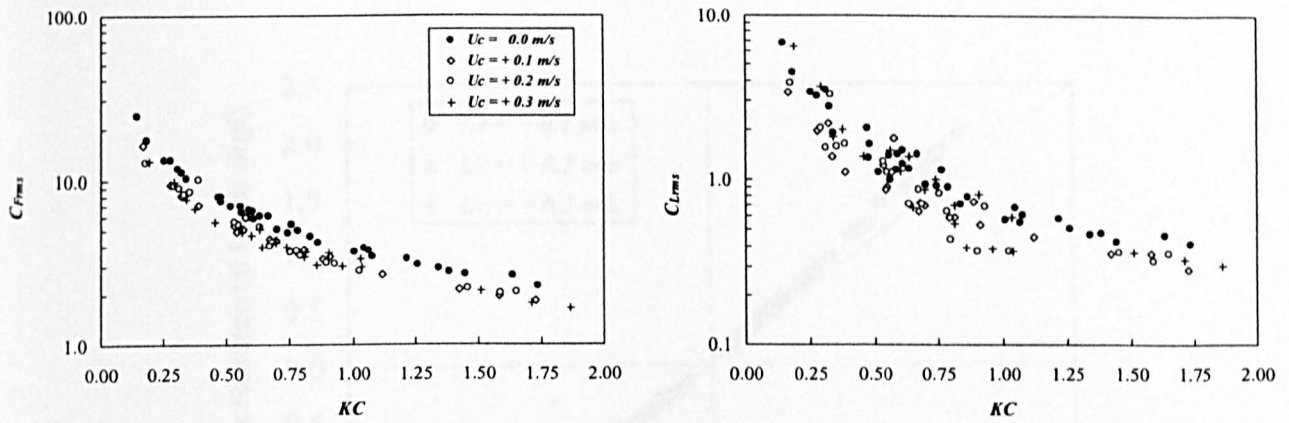 100.0
10.0
1.0
C_Frms
Uc = 0.0 m/s
Uc = + 0.1 m/s
Uc = + 0.2 m/s
Uc = + 0.3 m/s
0.00 0.25 0.50 0.75 1.00 1.25 1.50 1.75 2.00
KC
10.0
1.0
0.1
C_Lrms
0.00 0.25 0.50 0.75 1.00 1.25 1.50 1.75 2.00
KC